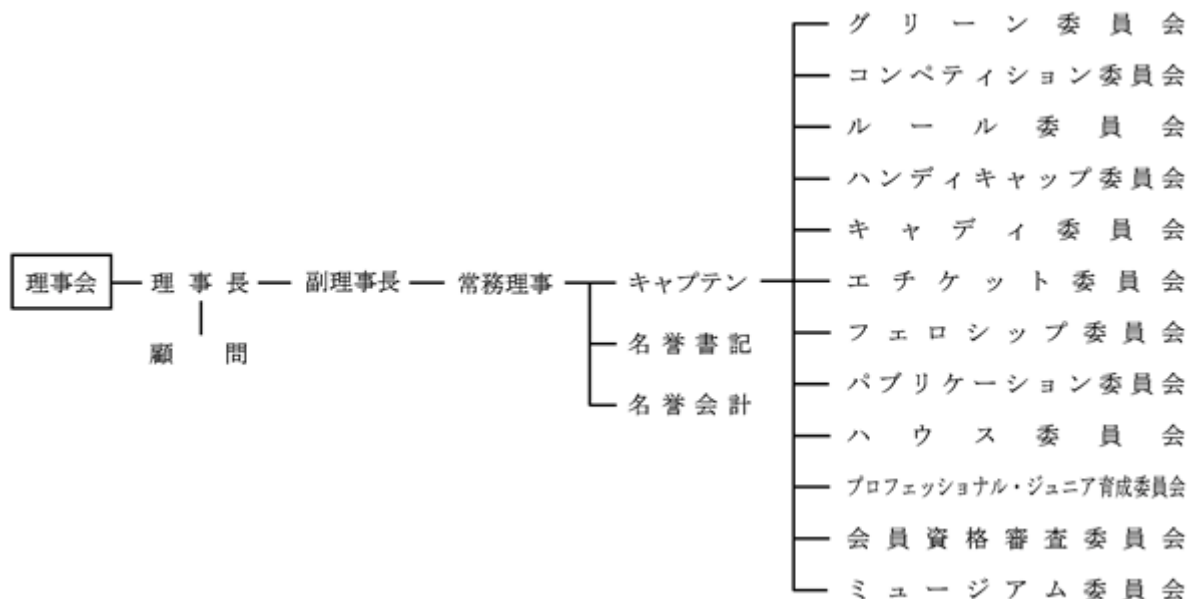 理事会
理事長
顧問
副理事長
常務理事
キャプテン
名誉書記
名誉会計
グリーン委員会
コンペティション委員会
ルール委員会
ハンディキャップ委員会
キャディ委員会
エチケット委員会
フェロシップ委員会
パブリケーション委員会
ハウス委員会
プロフェッショナル・ジュニア育成委員会
会員資格審査委員会
ミュージアム委員会